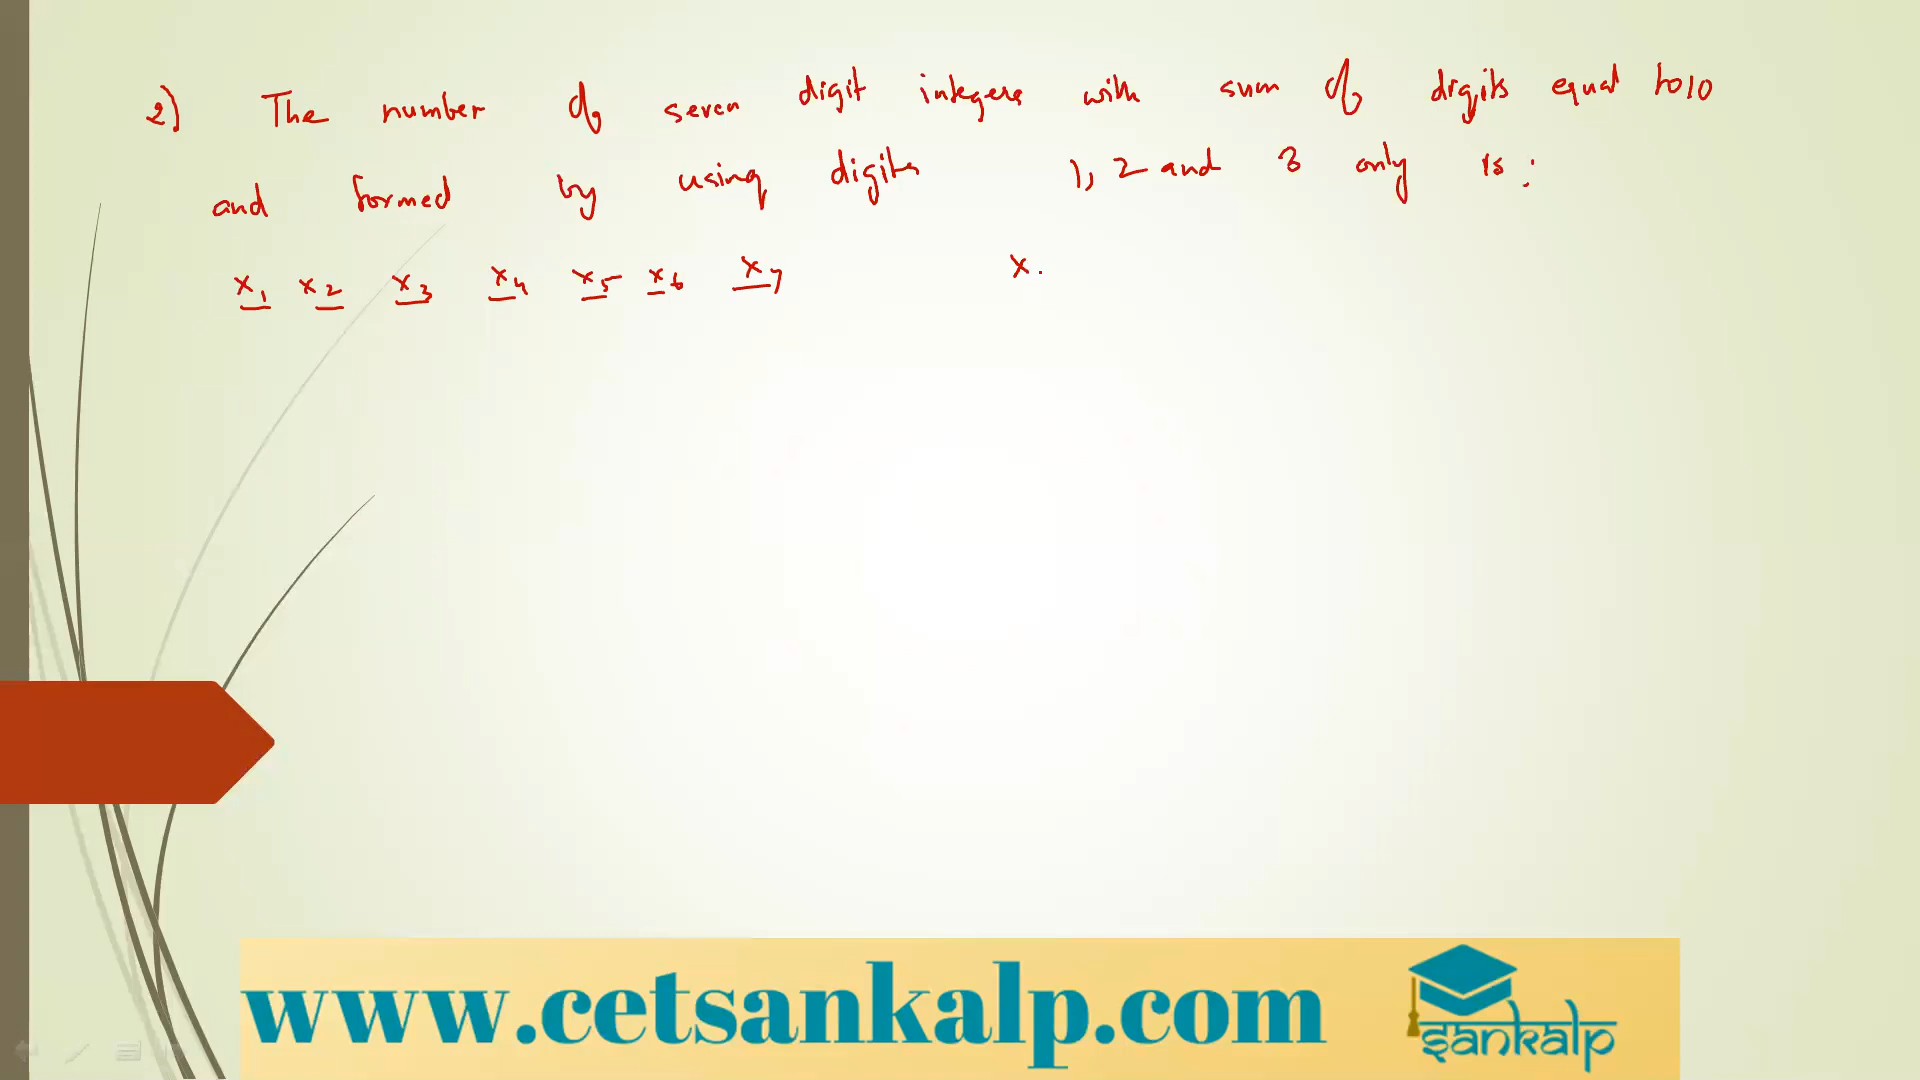 2) The number of seven digit integers with sum of digits equal to 10
and formed by using digits 1, 2 and 3 only is :
x1 x2 x3 x4 x5 x6 x7 x.
www.cetsankalp.com
sankalp